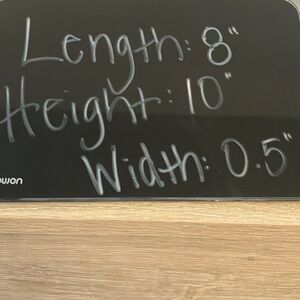 Length: 8"
Height: 10"
Width: 0.5"